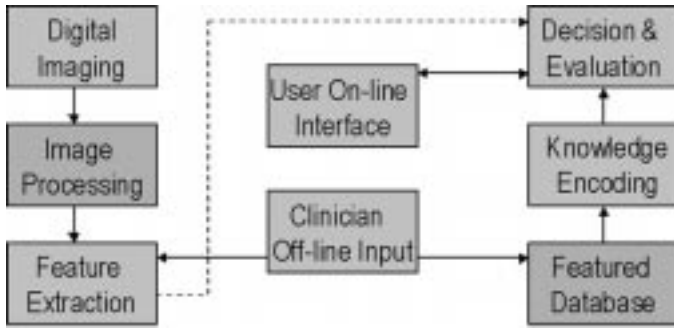 Digital
Imaging
Image
Processing
Feature
Extraction
User On-line
Interface
Clinician
Off-line Input
Decision &
Evaluation
Knowledge
Encoding
Featured
Database